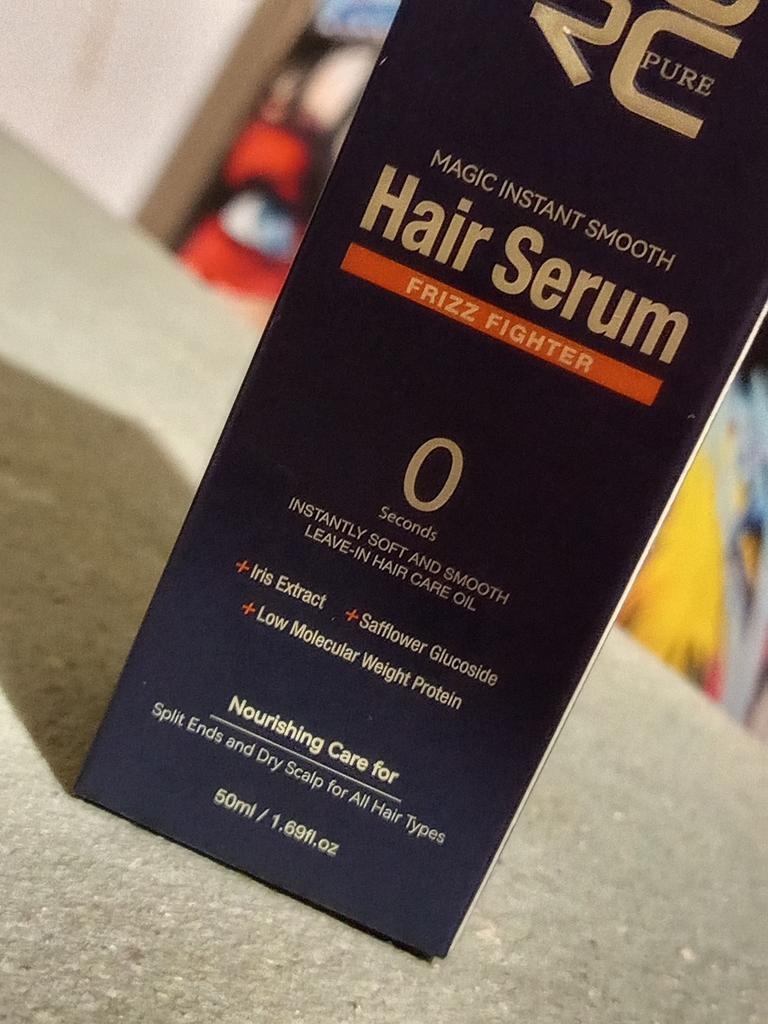 PURE
MAGIC INSTANT SMOOTH
Hair Serum
FRIZZ FIGHTER
0
Seconds
INSTANTLY SOFT AND SMOOTH
LEAVE-IN HAIR CARE OIL
+Iris Extract +Safflower Glucoside
+Low Molecular Weight Protein
Nourishing Care for
Split Ends and Dry Scalp for All Hair Types
50ml / 1.69fl.oz